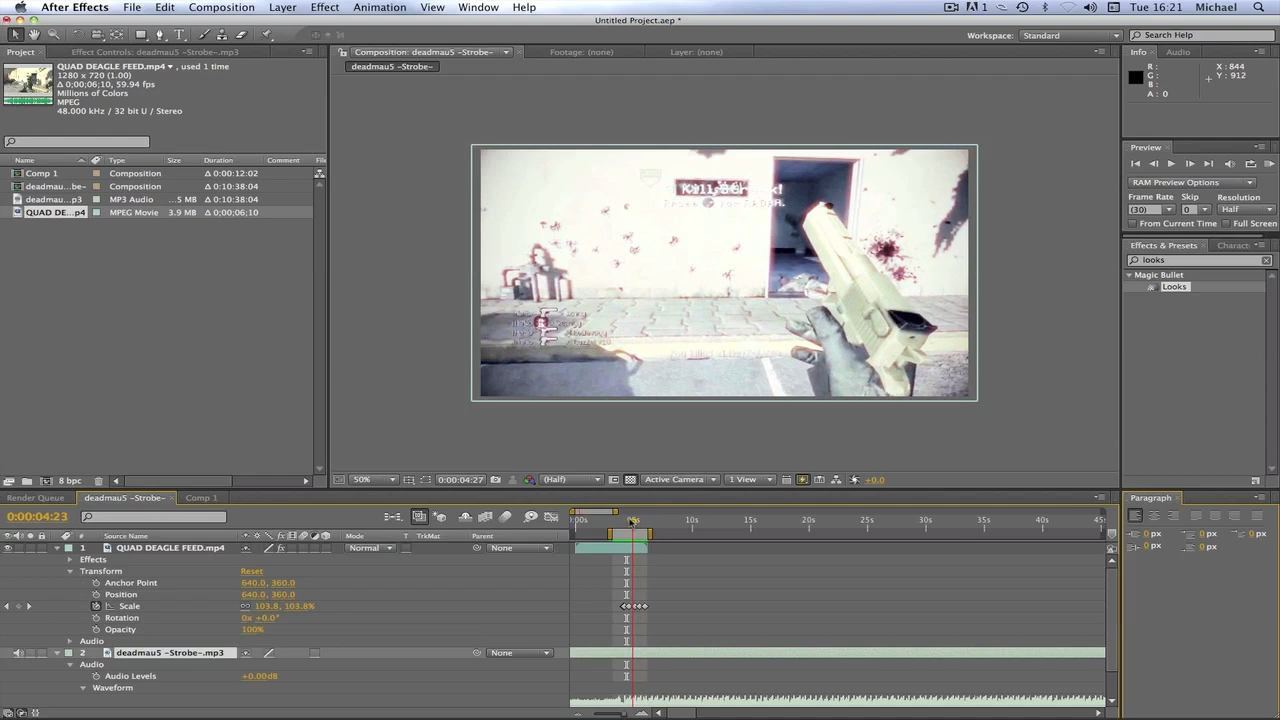 After Effects File Edit Composition Layer Effect Animation View Window Help
1 Tue 16:21 Michael
Untitled Project.aep *
Workspace: Standard Search Help
Project Effect Controls: deadmau5 -Strobe-.mp3
Composition: deadmau5 -Strobe- Footage: (none) Layer: (none)
Info Audio
deadmau5 -Strobe-
QUAD DEAGLE FEED.mp4 , used 1 time
1280 x 720 (1.00)
Δ 0:00:06:10, 59.94 fps
Millions of Colors
MPEG
48.000 kHz / 32 bit U / Stereo
R:
G:
B:
A: 0
X: 844
Y: 912
Preview
RAM Preview Options
Frame Rate Skip Resolution
(30) 0 Half
From Current Time Full Screen
Effects & Presets Charact
looks
Magic Bullet
Looks
Name Type Size Duration Comment File
Comp 1 Composition Δ 0:00:12:02
deadmau...be- Composition Δ 0:10:38:04
deadmau...p3 MP3 Audio ...5 MB Δ 0:10:38:04
QUAD DE...p4 MPEG Movie 3.9 MB Δ 0:00:06:10
8 bpc
50% 0:00:04:27 (Half) Active Camera 1 View +0.0
Render Queue deadmau5 -Strobe- Comp 1
Paragraph
0:00:04:23
:00s 05s 10s 15s 20s 25s 30s 35s 40s 45s
# Source Name Mode T TrkMat Parent
1 QUAD DEAGLE FEED.mp4 Normal None
Effects
Transform Reset
Anchor Point 640.0, 360.0
Position 640.0, 360.0
Scale 103.8, 103.8%
Rotation 0x +0.0°
Opacity 100%
Audio
2 deadmau5 -Strobe-.mp3 None
Audio
Audio Levels +0.00dB
Waveform
0 px 0 px 0 px
0 px 0 px